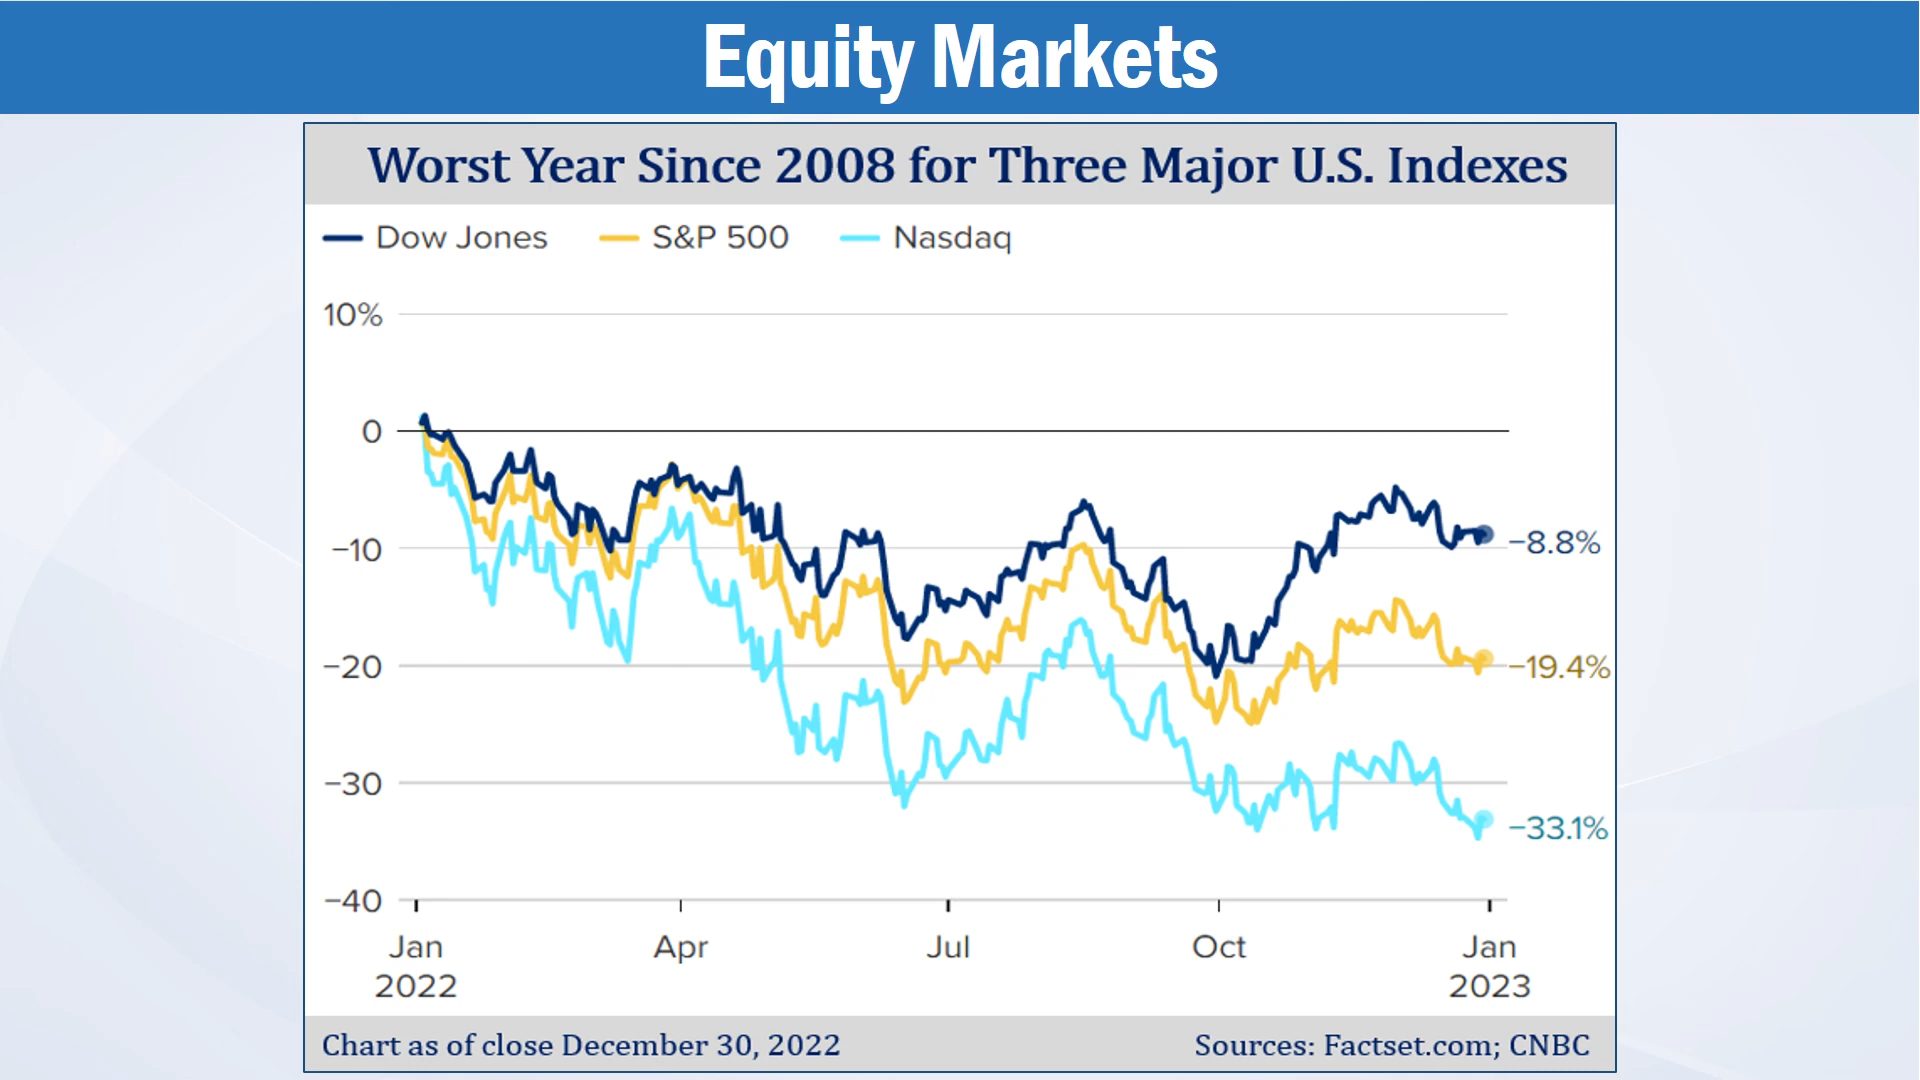 Equity Markets
Worst Year Since 2008 for Three Major U.S. Indexes
Dow Jones S&P 500 Nasdaq
10%
0
−10
−8.8%
−20
−19.4%
−30
−33.1%
−40
Jan Apr Jul Oct Jan
2022 2023
Chart as of close December 30, 2022 Sources: Factset.com; CNBC